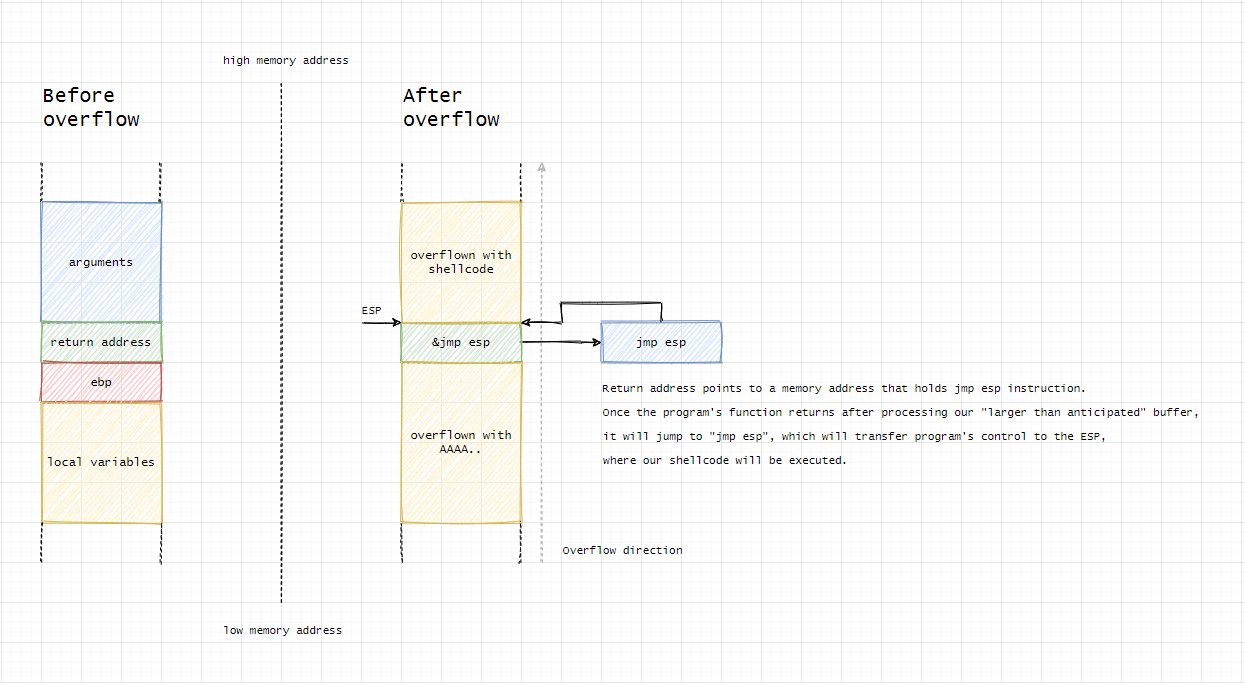 high memory address
Before
overflow
After
overflow
arguments
return address
ebp
local variables
overflown with
shellcode
ESP
&jmp esp
overflown with
AAAA..
jmp esp
Return address points to a memory address that holds jmp esp instruction.
Once the program's function returns after processing our "larger than anticipated" buffer,
it will jump to "jmp esp", which will transfer program's control to the ESP,
where our shellcode will be executed.
Overflow direction
low memory address